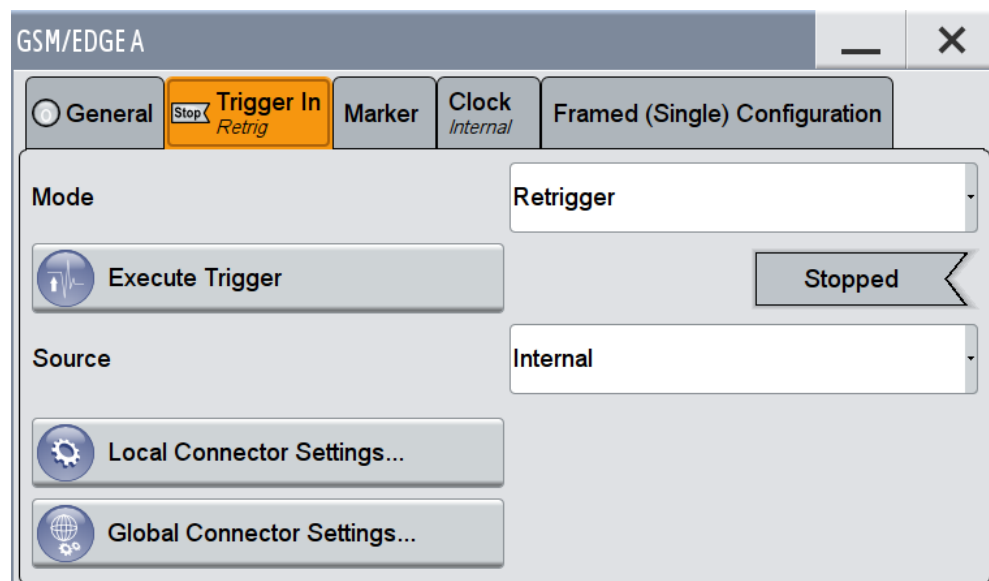 GSM/EDGE A
General
Stop
Trigger In
Retrig
Marker
Clock
Internal
Framed (Single) Configuration
Mode
Retrigger
Execute Trigger
Stopped
Source
Internal
Local Connector Settings...
Global Connector Settings...